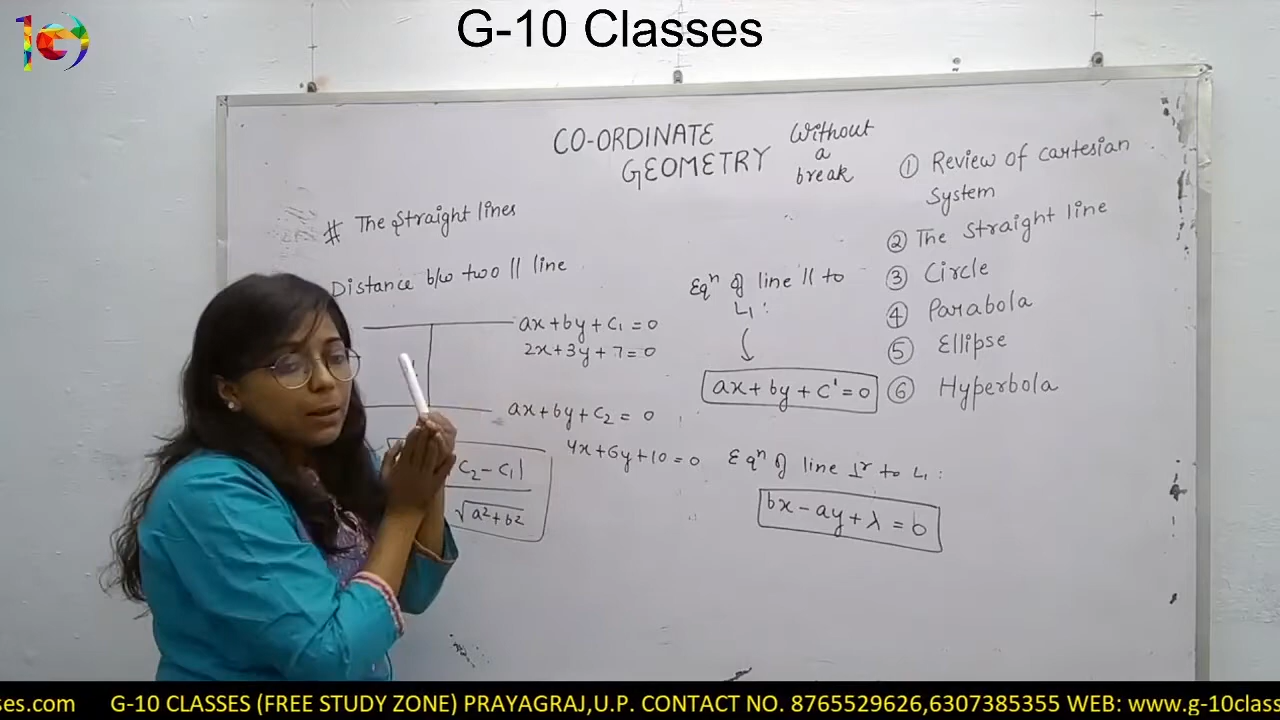 G-10 Classes
CO-ORDINATE
GEOMETRY
Without
a
break
# The Straight lines
Distance b/w two || line
ax+by+c₁ = 0
2x+3y+7=0
ax+by+c₂ = 0
4x+6y+10=0
c₂-c₁|
√a²+b²
Eqⁿ of line || to
L₁ :
ax+by+c'=0
Eqⁿ of line ⊥r to L₁ :
bx-ay+λ=0
① Review of cartesian
System
② The Straight line
③ Circle
④ Parabola
⑤ Ellipse
⑥ Hyperbola
ses.com G-10 CLASSES (FREE STUDY ZONE) PRAYAGRAJ,U.P. CONTACT NO. 8765529626,6307385355 WEB: www.g-10class